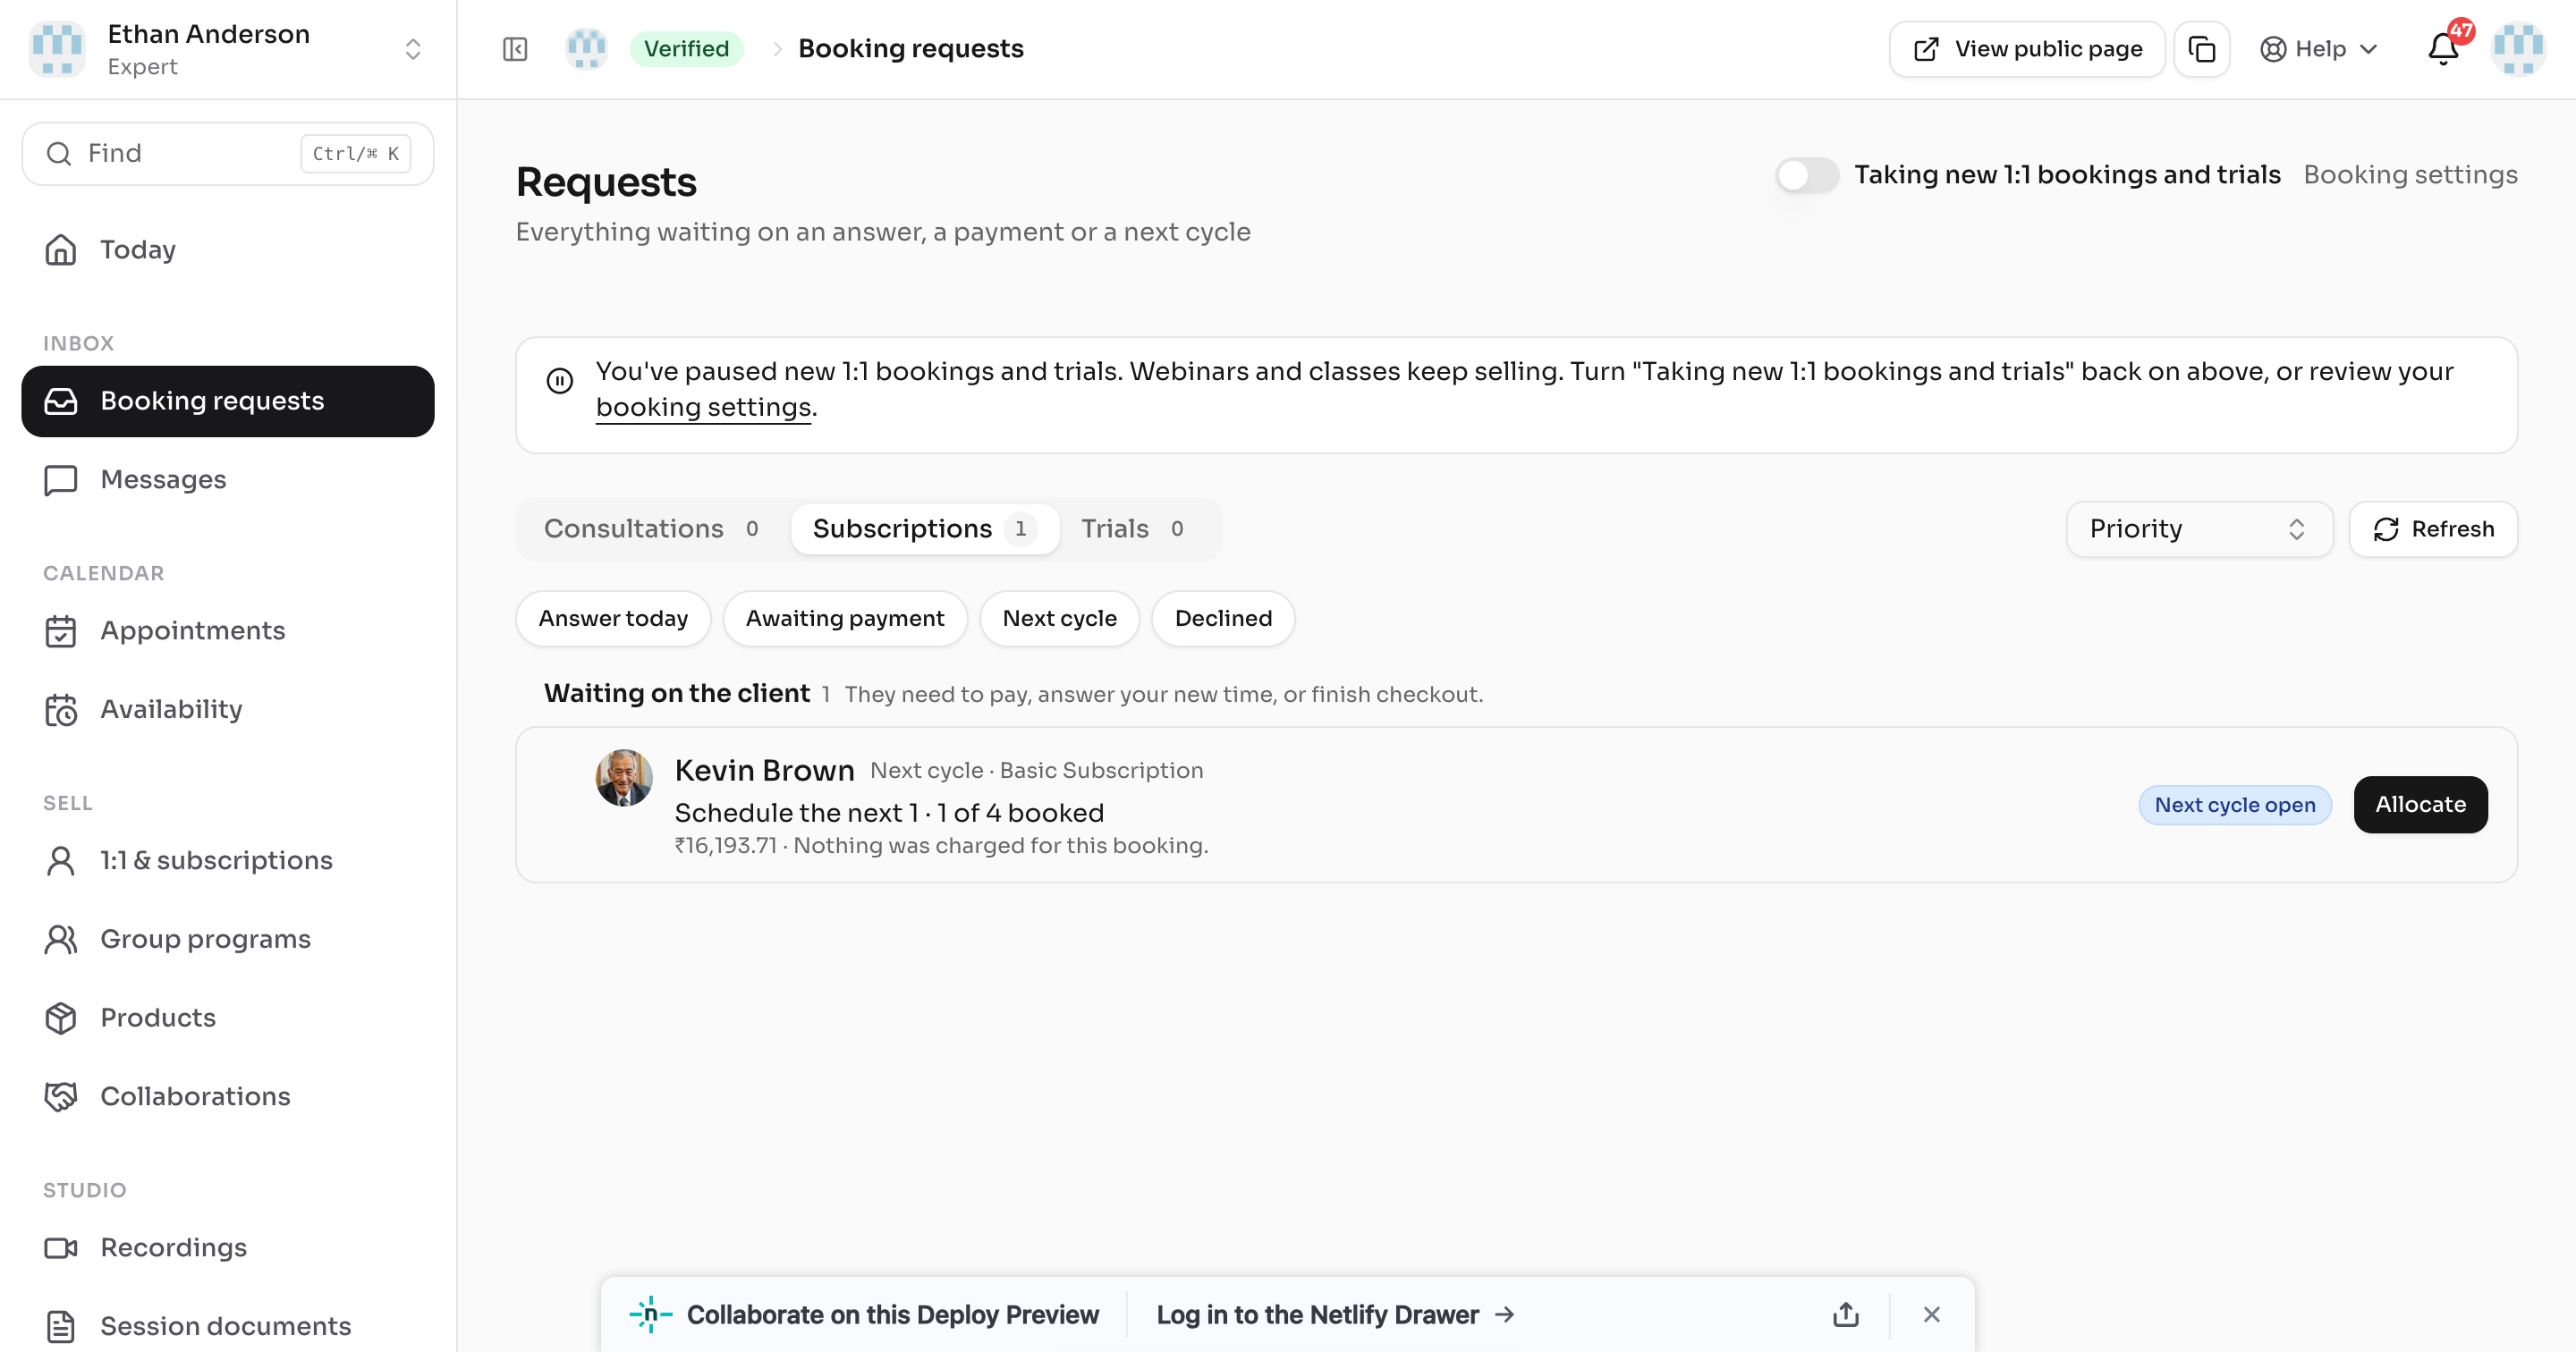 Ethan Anderson
Expert
Find
Ctrl/⌘ K
Today
INBOX
Booking requests
Messages
CALENDAR
Appointments
Availability
SELL
1:1 & subscriptions
Group programs
Products
Collaborations
STUDIO
Recordings
Session documents
Verified
Booking requests
View public page
Help
47
Requests
Everything waiting on an answer, a payment or a next cycle
Taking new 1:1 bookings and trials
Booking settings
You've paused new 1:1 bookings and trials. Webinars and classes keep selling. Turn "Taking new 1:1 bookings and trials" back on above, or review your
booking settings.
Consultations 0
Subscriptions 1
Trials 0
Priority
Refresh
Answer today
Awaiting payment
Next cycle
Declined
Waiting on the client 1 They need to pay, answer your new time, or finish checkout.
Kevin Brown Next cycle · Basic Subscription
Schedule the next 1 · 1 of 4 booked
₹16,193.71 · Nothing was charged for this booking.
Next cycle open
Allocate
Collaborate on this Deploy Preview
Log in to the Netlify Drawer →